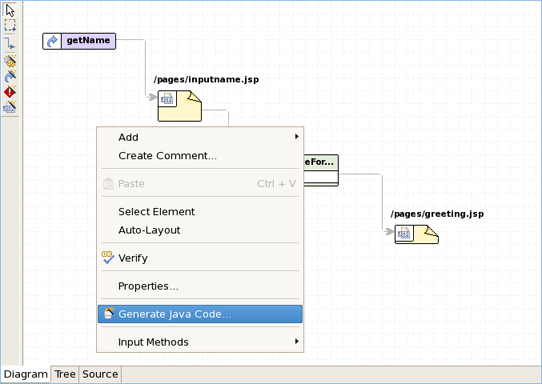 getName
/pages/inputname.jsp
Add
Create Comment...
eFor...
Paste Ctrl + V
Select Element
/pages/greeting.jsp
Auto-Layout
Verify
Properties...
Generate Java Code...
Input Methods
Diagram Tree Source